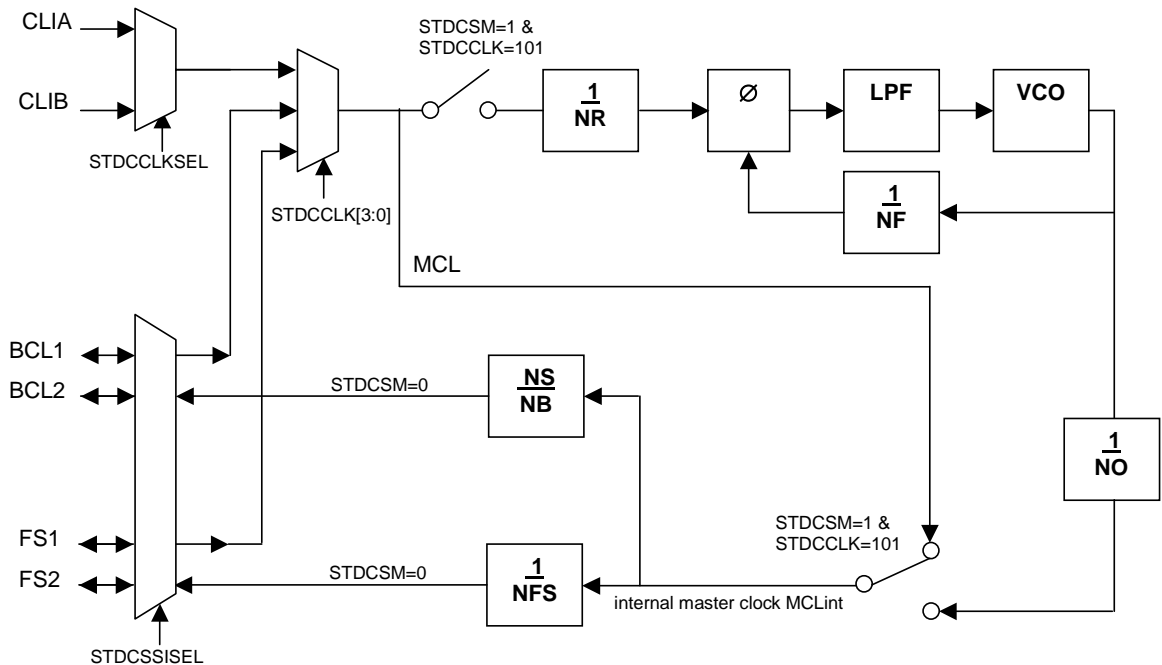 CLIA
STDCSM=1 &
STDCCLK=101
CLIB
1
NR
Ø
LPF
VCO
STDCCLKSEL
STDCCLK[3:0]
1
NF
MCL
BCL1
BCL2
STDCSM=0
NS
NB
1
NO
FS1
FS2
STDCSM=0
1
NFS
STDCSM=1 &
STDCCLK=101
internal master clock MCLint
STDCSSISEL